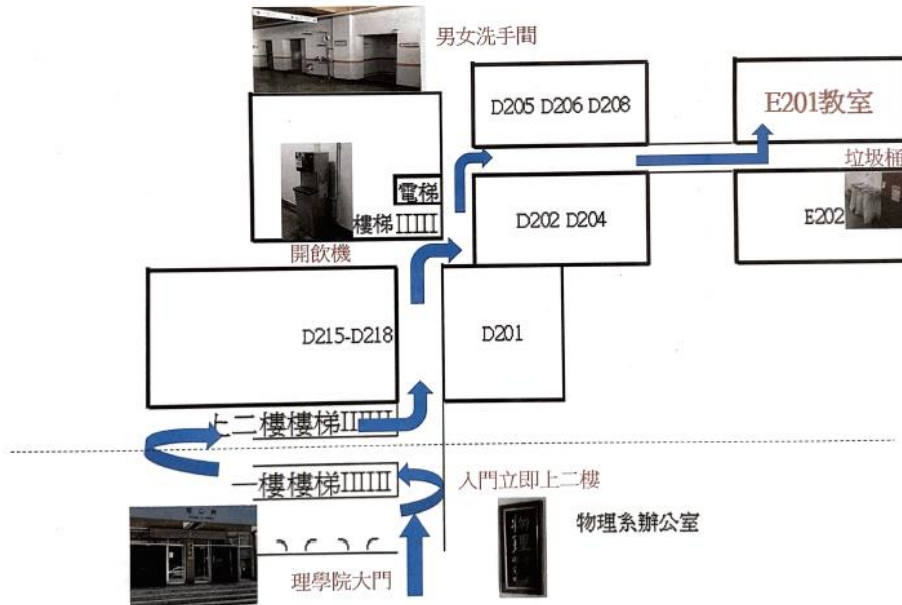 男女洗手間
D205 D206 D208
E201教室
電梯
垃圾桶
樓梯
D202 D204
E202
開飲機
D215-D218
D201
上二樓樓梯
一樓樓梯
入門立即上二樓
物理系辦公室
物理
理學院大門